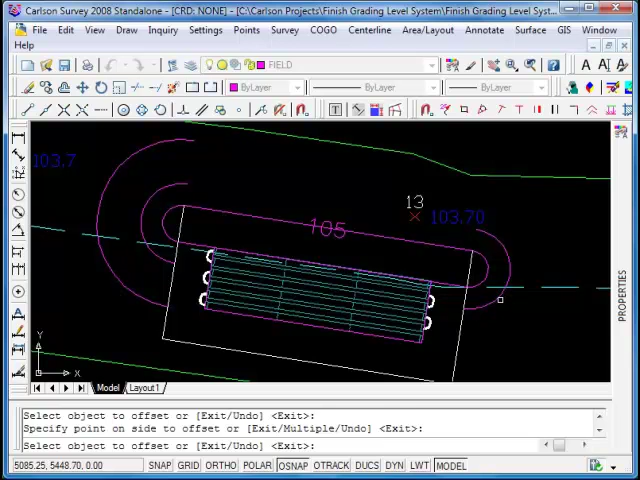 Carlson Survey 2008 Standalone - [CRD: NONE] - [C:\Carlson Projects\Finish Grading Level System\Finish Grading Level Syst...
File Edit View Draw Inquiry Settings Points Survey COGO Centerline Area/Layout Annotate Surface GIS Window
Help
FIELD
ByLayer ByLayer ByLayer
103.7
13
103.70
105
Y
X
Model Layout1
PROPERTIES
Select object to offset or [Exit/Undo] <Exit>:
Specify point on side to offset or [Exit/Multiple/Undo] <Exit>:
Select object to offset or [Exit/Undo] <Exit>:
5085.25, 5448.70, 0.00 SNAP GRID ORTHO POLAR OSNAP OTRACK DUCS DYN LWT MODEL